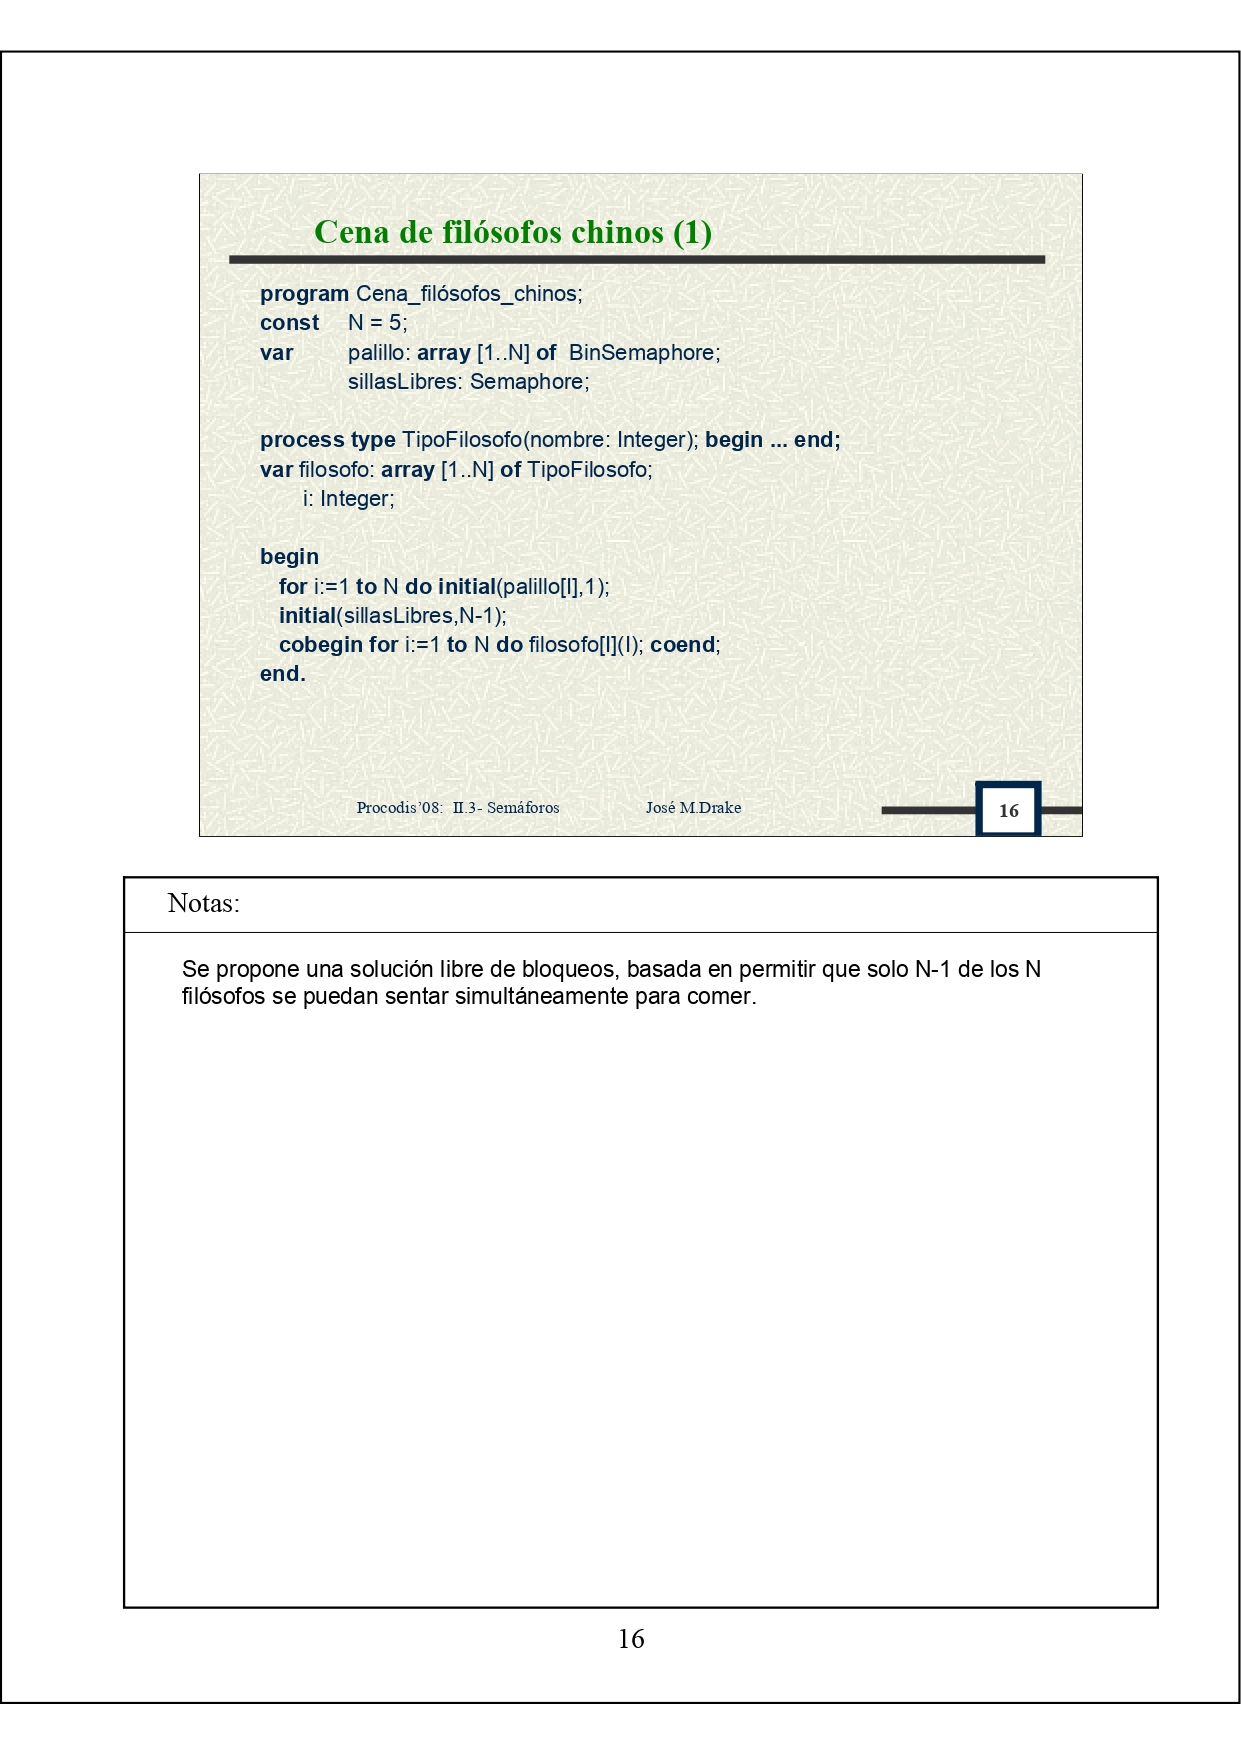 Cena de filósofos chinos (1)
program Cena_filósofos_chinos;
const N = 5;
var palillo: array [1..N] of BinSemaphore;
sillasLibres: Semaphore;
process type TipoFilosofo(nombre: Integer); begin ... end;
var filosofo: array [1..N] of TipoFilosofo;
i: Integer;
begin
for i:=1 to N do initial(palillo[I],1);
initial(sillasLibres,N-1);
cobegin for i:=1 to N do filosofo[I](I); coend;
end.
Procodis’08: II.3- Semáforos José M.Drake 16
Notas:
Se propone una solución libre de bloqueos, basada en permitir que solo N-1 de los N
filósofos se puedan sentar simultáneamente para comer.
16